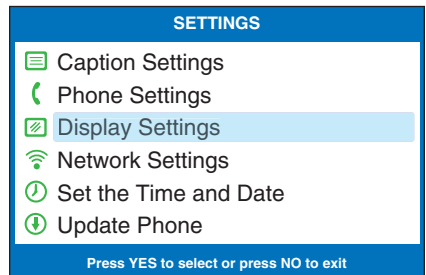 SETTINGS
Caption Settings
Phone Settings
Display Settings
Network Settings
Set the Time and Date
Update Phone
Press YES to select or press NO to exit